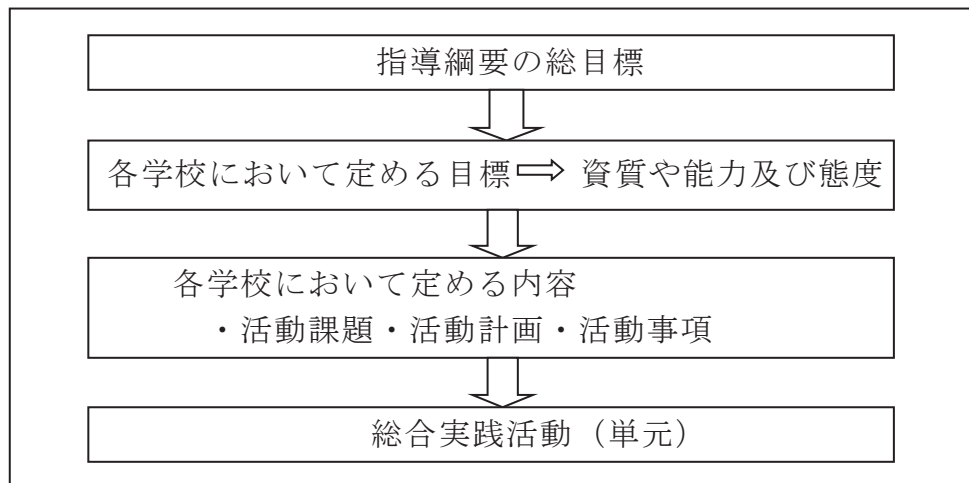 指導綱要の総目標
各学校において定める目標 ⇨ 資質や能力及び態度
各学校において定める内容
・活動課題・活動計画・活動事項
総合実践活動（単元）